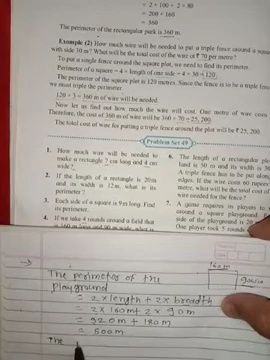 = 2 × 100 + 2 × 80
= 200 + 160
= 360
The perimeter of the rectangular park is 360 m.
Example (2) How much wire will be needed to put a triple fence around a square
with side 30 m? What will be the total cost of the wire at ₹ 70 per metre?
To put a single fence around the square plot, we need to find its perimeter.
Perimeter of a square = 4 × length of one side = 4 × 30 = 120
The perimeter of the square plot is 120 metres. Since the fence is to be a triple
we must triple the perimeter.
120 × 3 = 360 m of wire will be needed.
Now let us find out how much the wire will cost. One metre of wire costs
Therefore, the cost of 360 m of wire will be 360 × 70 = 25, 200.
The total cost of wire for putting a triple fence around the plot will be ₹ 25, 200.
Problem Set 49
1. How much wire will be needed to
make a rectangle 7 cm long and 4 cm
wide ?
2. If the length of a rectangle is 20 m
and its width is 12 m, what is its
perimeter ?
3. Each side of a square is 9 m long. Find
its perimeter.
4. If we take 4 rounds around a field that
is 160 m long and 90 m wide, what is
6. The length of a rectangular
land is 50 m and its width is 30
A triple fence has to be put along
edges. If the wire costs 60 rupees
metre, what will be the total cost of
wire needed for the fence?
7. A game requires its players to
around a square playground.
side of the playground is 20
One player took 5 rounds
160m
90m
The perimeter of the
playground
= 2 × length + 2 × breadth
= 2 × 160m + 2 × 90m
= 320m + 180m
= 500m
The